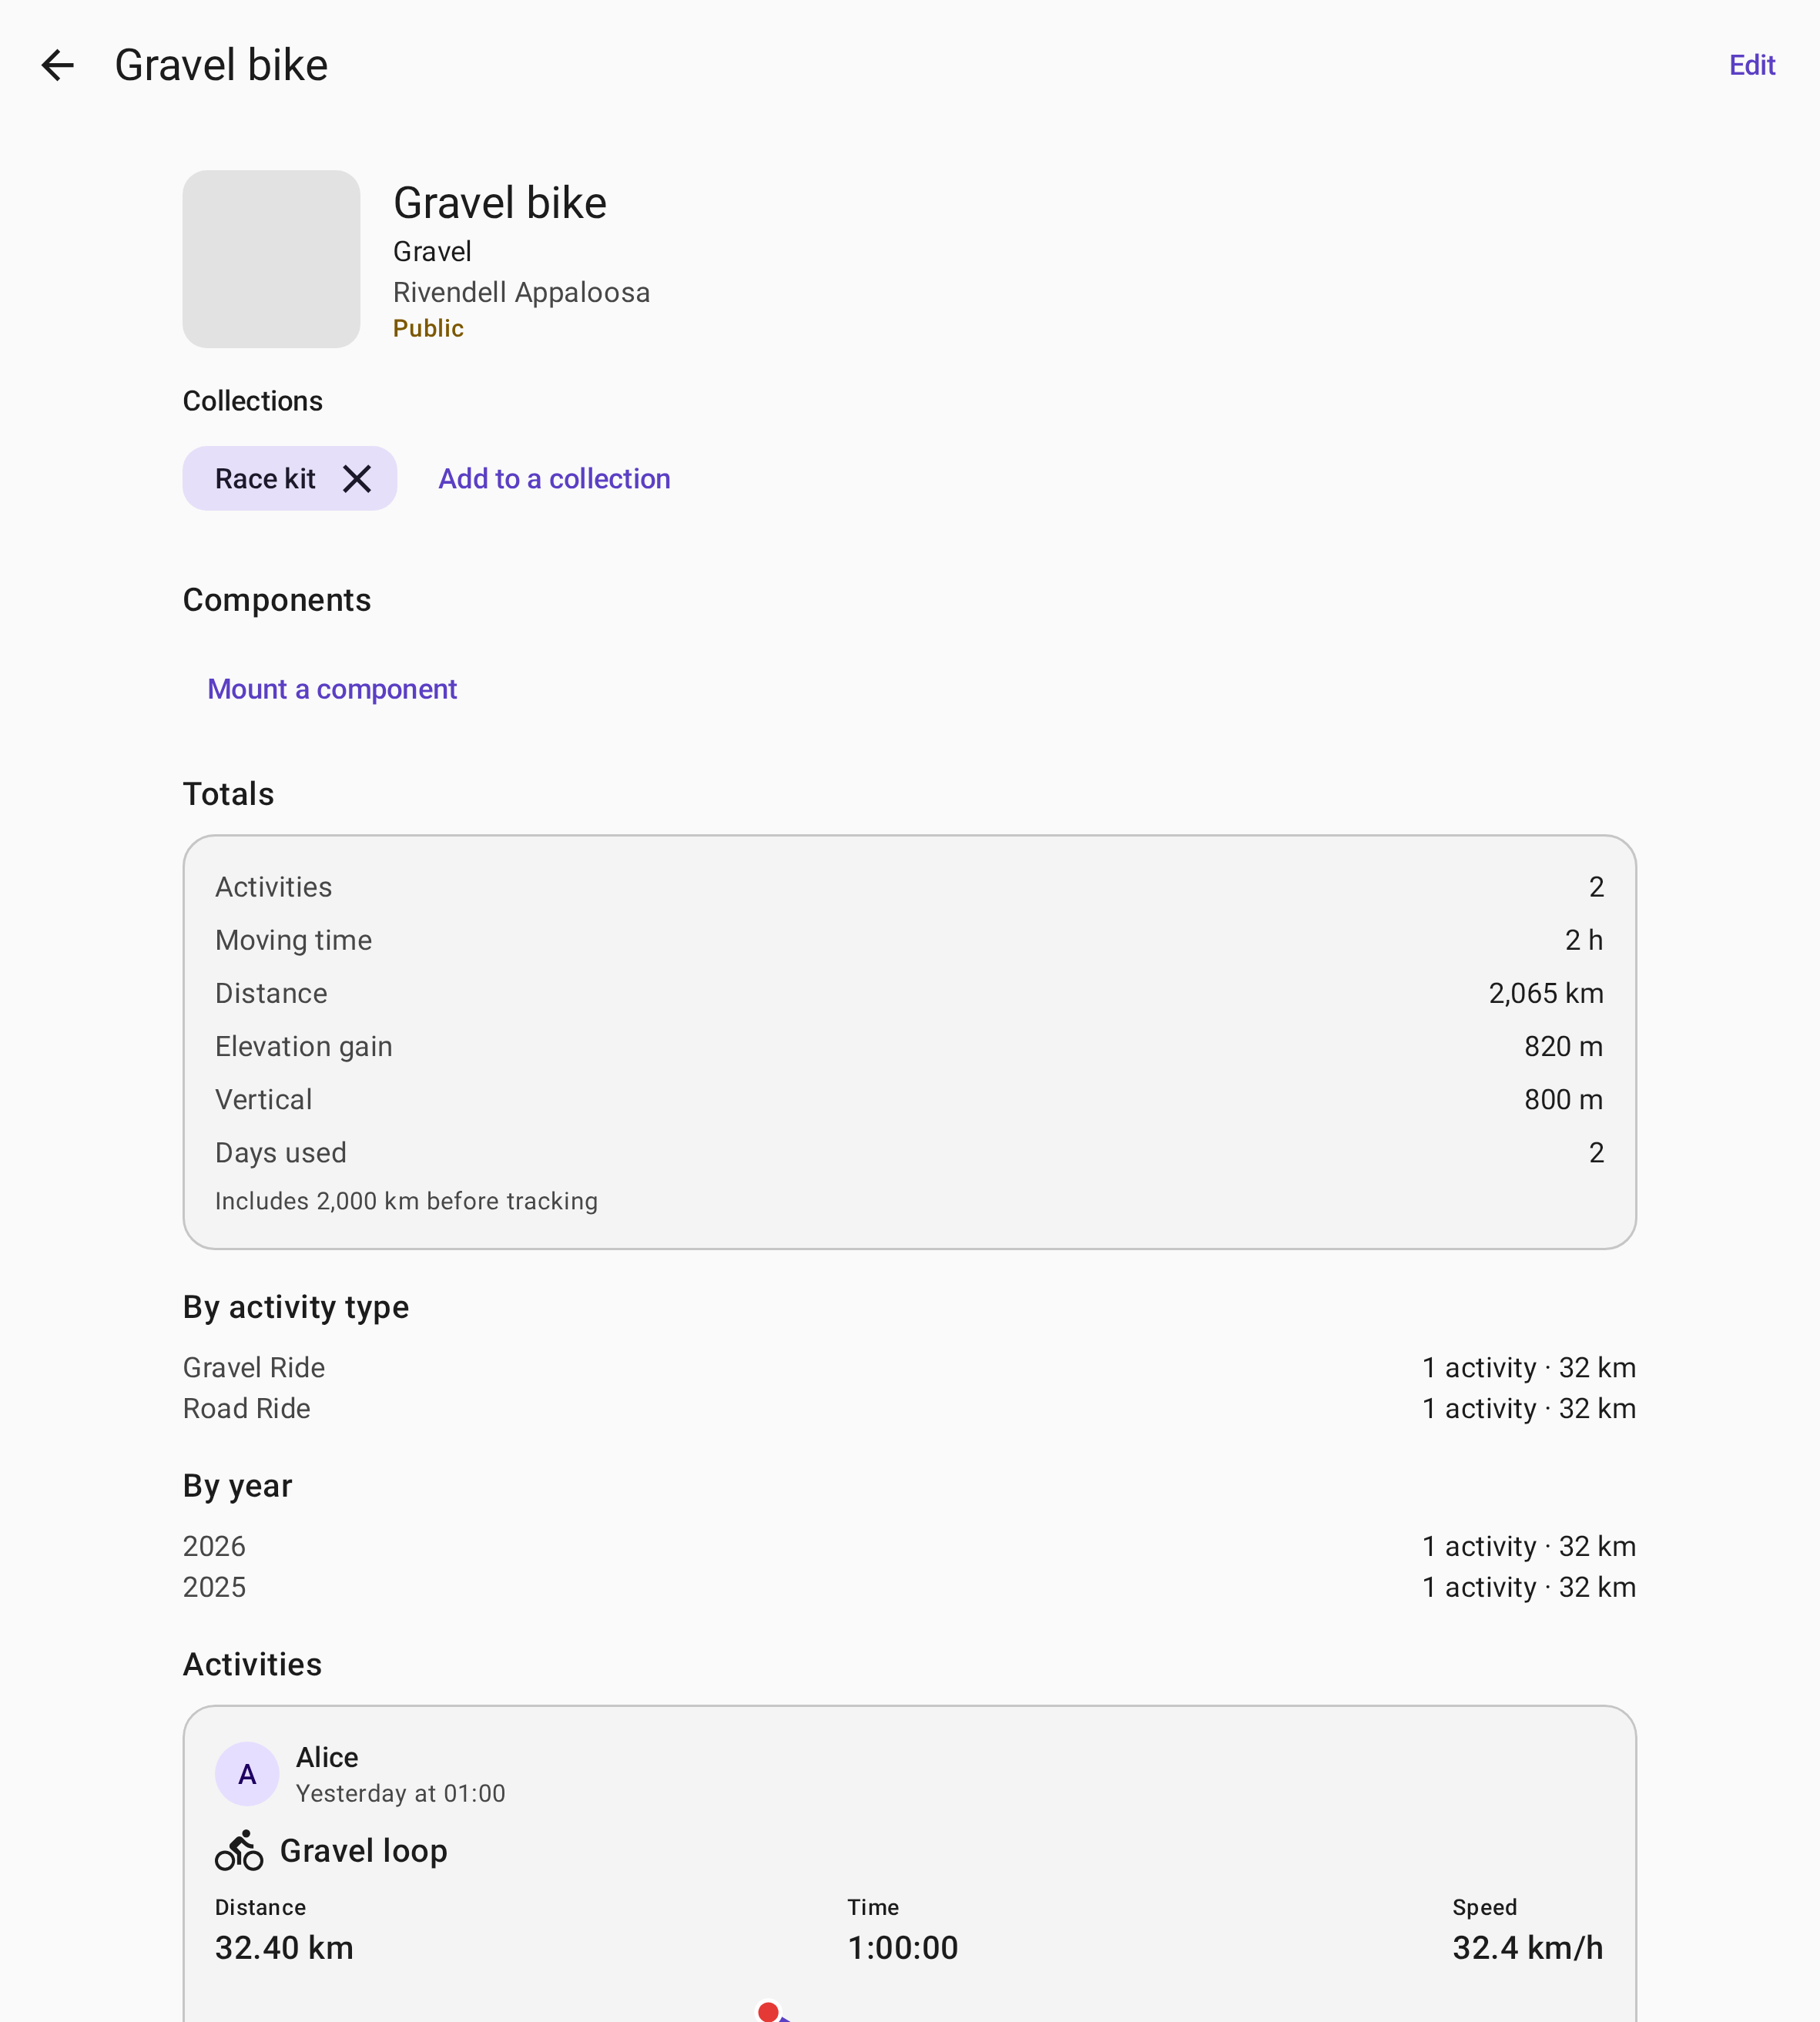 Gravel bike
Edit
Gravel bike
Gravel
Rivendell Appaloosa
Public
Collections
Race kit
Add to a collection
Components
Mount a component
Totals
Activities 2
Moving time 2 h
Distance 2,065 km
Elevation gain 820 m
Vertical 800 m
Days used 2
Includes 2,000 km before tracking
By activity type
Gravel Ride 1 activity · 32 km
Road Ride 1 activity · 32 km
By year
2026 1 activity · 32 km
2025 1 activity · 32 km
Activities
A
Alice
Yesterday at 01:00
Gravel loop
Distance Time Speed
32.40 km 1:00:00 32.4 km/h